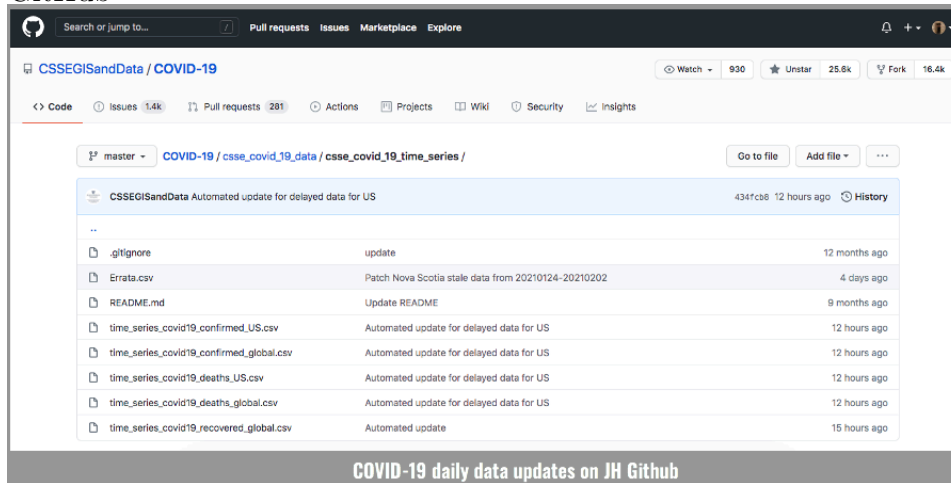 Search or jump to... / Pull requests Issues Marketplace Explore
CSSEGISandData / COVID-19
Watch 930 Unstar 25.6k Fork 16.4k
<> Code Issues 1.4k Pull requests 281 Actions Projects Wiki Security Insights
master COVID-19 / csse_covid_19_data / csse_covid_19_time_series / Go to file Add file ...
CSSEGISandData Automated update for delayed data for US 434fcb8 12 hours ago History
..
.gitignore update 12 months ago
Errata.csv Patch Nova Scotia stale data from 20210124-20210202 4 days ago
README.md Update README 9 months ago
time_series_covid19_confirmed_US.csv Automated update for delayed data for US 12 hours ago
time_series_covid19_confirmed_global.csv Automated update for delayed data for US 12 hours ago
time_series_covid19_deaths_US.csv Automated update for delayed data for US 12 hours ago
time_series_covid19_deaths_global.csv Automated update for delayed data for US 12 hours ago
time_series_covid19_recovered_global.csv Automated update 15 hours ago
COVID-19 daily data updates on JH Github